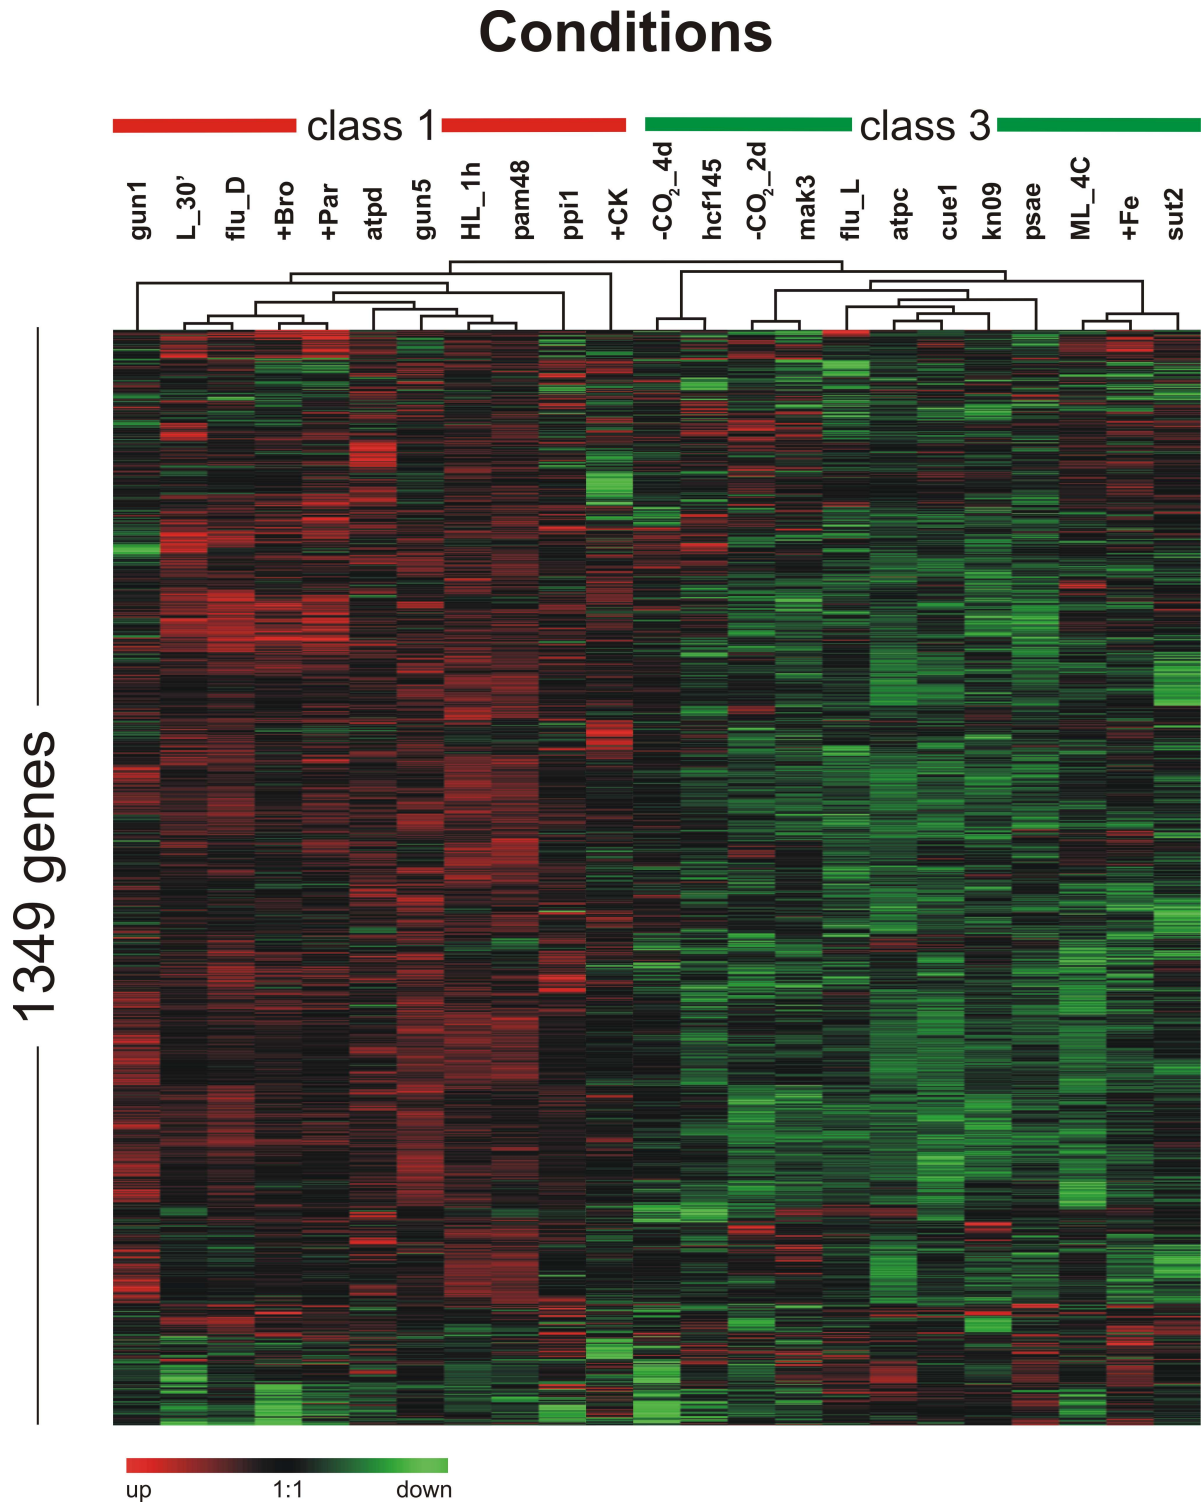 Conditions
class 1
class 3
gun1
L_30’
flu_D
+Bro
+Par
atpd
gun5
HL_1h
pam48
ppi1
+CK
-CO₂_4d
hcf145
-CO₂_2d
mak3
flu_L
atpc
cue1
kn09
psae
ML_4C
+Fe
sut2
1349 genes
up 1:1 down